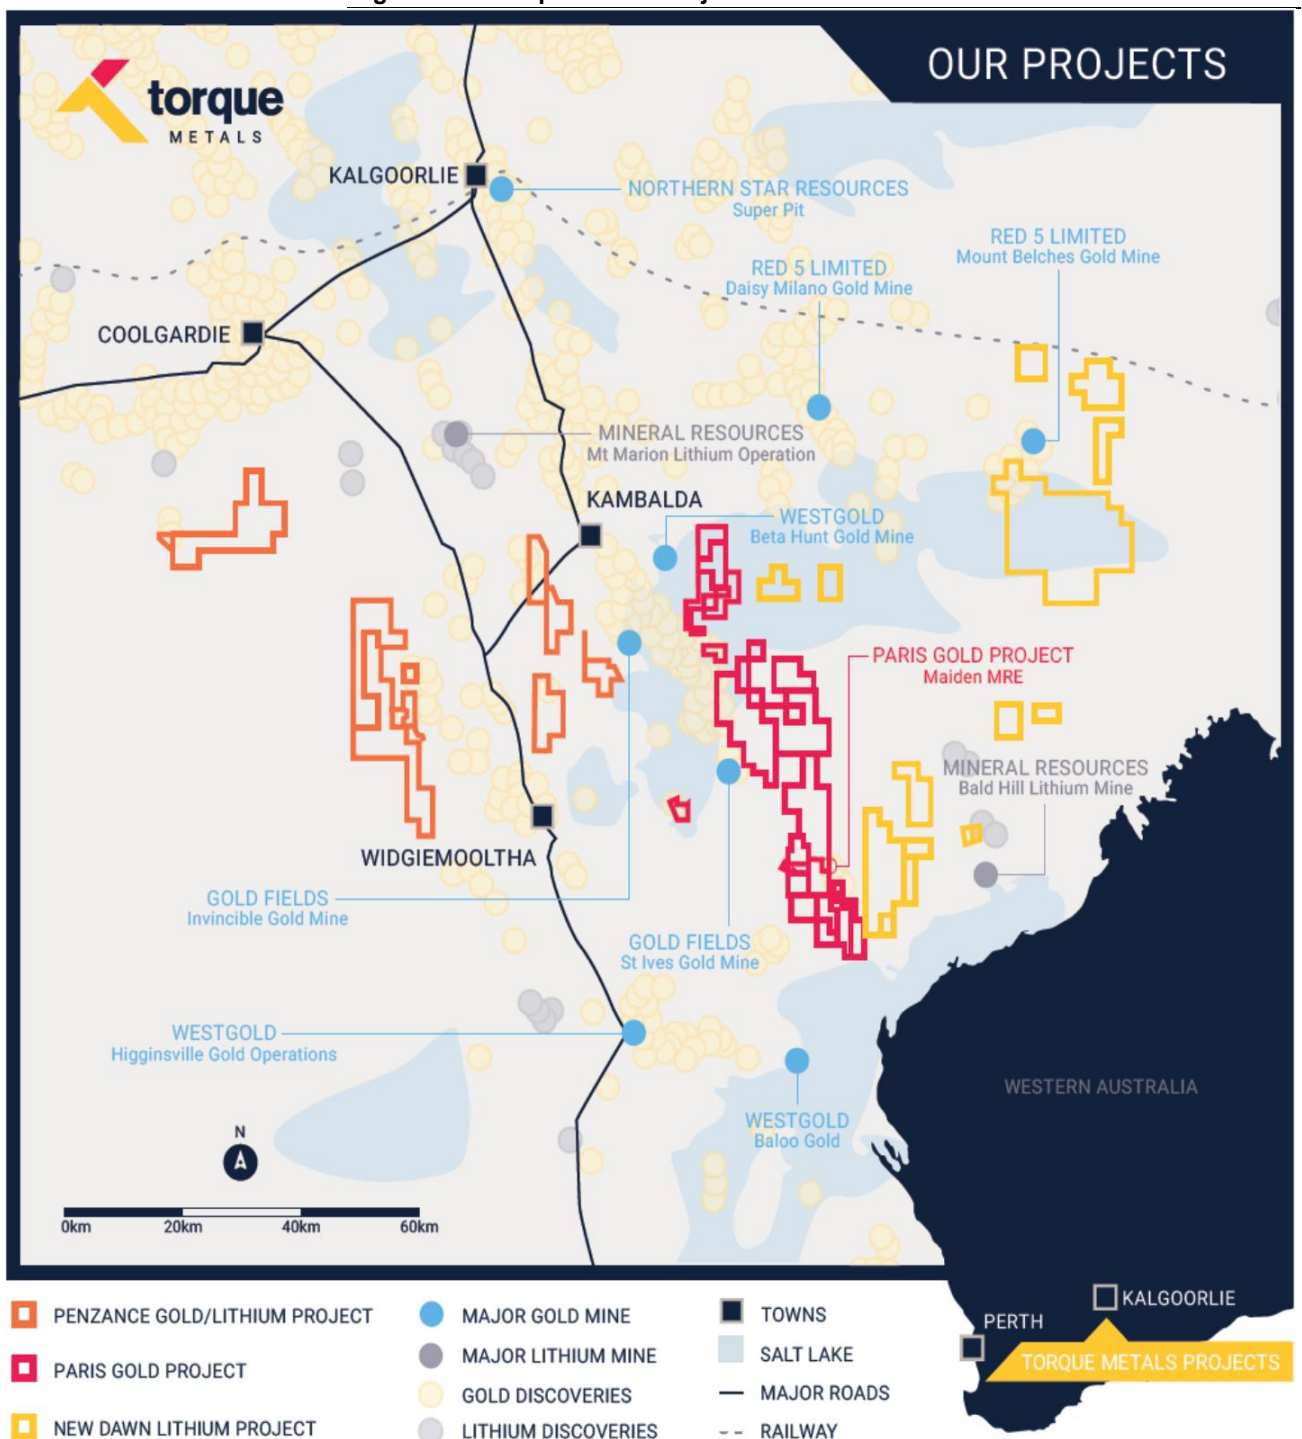 OUR PROJECTS
torque
METALS
KALGOORLIE
NORTHERN STAR RESOURCES
Super Pit
RED 5 LIMITED
Mount Belches Gold Mine
RED 5 LIMITED
Daisy Milano Gold Mine
COOLGARDIE
MINERAL RESOURCES
Mt Marion Lithium Operation
KAMBALDA
WESTGOLD
Beta Hunt Gold Mine
PARIS GOLD PROJECT
Maiden MRE
MINERAL RESOURCES
Bald Hill Lithium Mine
WIDGIEMOOLTHA
GOLD FIELDS
Invincible Gold Mine
GOLD FIELDS
St Ives Gold Mine
WESTGOLD
Higginsville Gold Operations
WESTERN AUSTRALIA
WESTGOLD
Baloo Gold
N
0km 20km 40km 60km
PENZANCE GOLD/LITHIUM PROJECT
PARIS GOLD PROJECT
NEW DAWN LITHIUM PROJECT
MAJOR GOLD MINE
MAJOR LITHIUM MINE
GOLD DISCOVERIES
LITHIUM DISCOVERIES
TOWNS
SALT LAKE
MAJOR ROADS
RAILWAY
KALGOORLIE
PERTH
TORQUE METALS PROJECTS